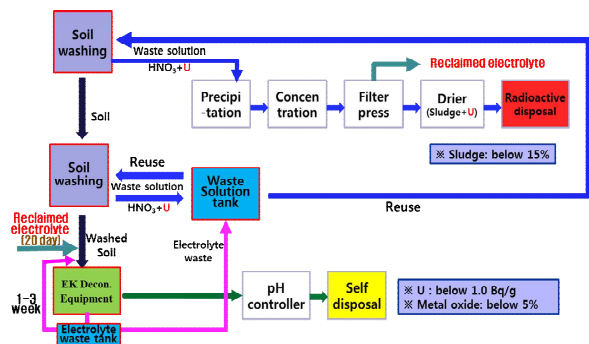 Soil
washing
Waste solution
HNO3+U
Reclaimed electrolyte
Precipi
-tation
Concen
tration
Filter
press
Drier
(Sludge+U)
Radioactive
disposal
Soil
※ Sludge: below 15%
Soil
washing
Reuse
Waste solution
HNO3+U
Waste
Solution
tank
Reuse
Reclaimed
electrolyte
(20 day)
Washed
Soil
Electrolyte
waste
1-3
week
EK Decon.
Equipment
pH
controller
Self
disposal
※ U : below 1.0 Bq/g
※ Metal oxide: below 5%
Electrolyte
waste tank